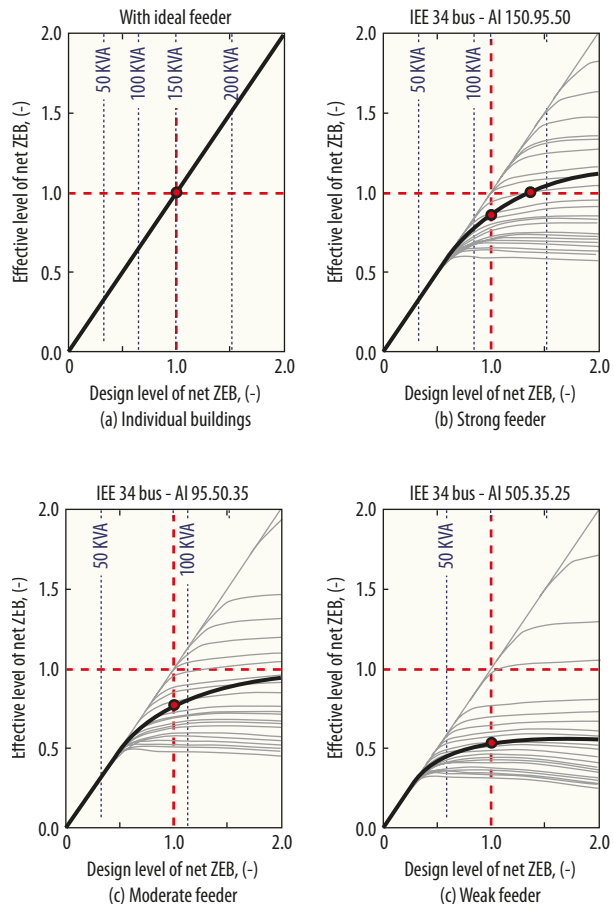 With ideal feeder
Effective level of net ZEB, (-)
2.0
1.5
1.0
0.5
0.0
50 KVA
100 KVA
150 KVA
200 KVA
0
1.0
2.0
Design level of net ZEB, (-)
(a) Individual buildings
IEE 34 bus - AI 150.95.50
Effective level of net ZEB, (-)
2.0
1.5
1.0
0.5
0.0
50 KVA
100 KVA
0
1.0
2.0
Design level of net ZEB, (-)
(b) Strong feeder
IEE 34 bus - AI 95.50.35
Effective level of net ZEB, (-)
2.0
1.5
1.0
0.5
0.0
50 KVA
100 KVA
0
1.0
2.0
Design level of net ZEB, (-)
(c) Moderate feeder
IEE 34 bus - AI 505.35.25
Effective level of net ZEB, (-)
2.0
1.5
1.0
0.5
0.0
50 KVA
0
1.0
2.0
Design level of net ZEB, (-)
(c) Weak feeder